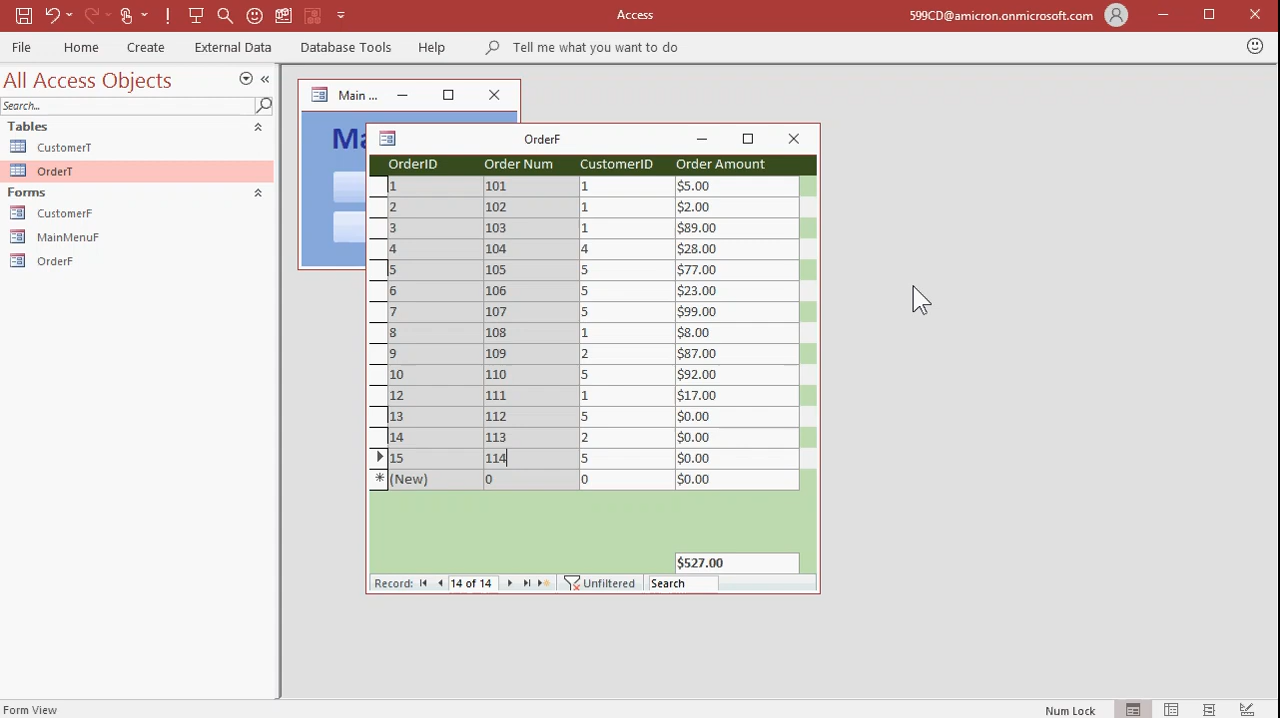 Access
599CD@amicron.onmicrosoft.com
File Home Create External Data Database Tools Help Tell me what you want to do
All Access Objects
Search...
Tables
CustomerT
OrderT
Forms
CustomerF
MainMenuF
OrderF
Main ...
Ma
OrderF
OrderID Order Num CustomerID Order Amount
1 101 1 $5.00
2 102 1 $2.00
3 103 1 $89.00
4 104 4 $28.00
5 105 5 $77.00
6 106 5 $23.00
7 107 5 $99.00
8 108 1 $8.00
9 109 2 $87.00
10 110 5 $92.00
12 111 1 $17.00
13 112 5 $0.00
14 113 2 $0.00
15 114 5 $0.00
* (New) 0 0 $0.00
$527.00
Record: 14 of 14 Unfiltered Search
Form View
Num Lock